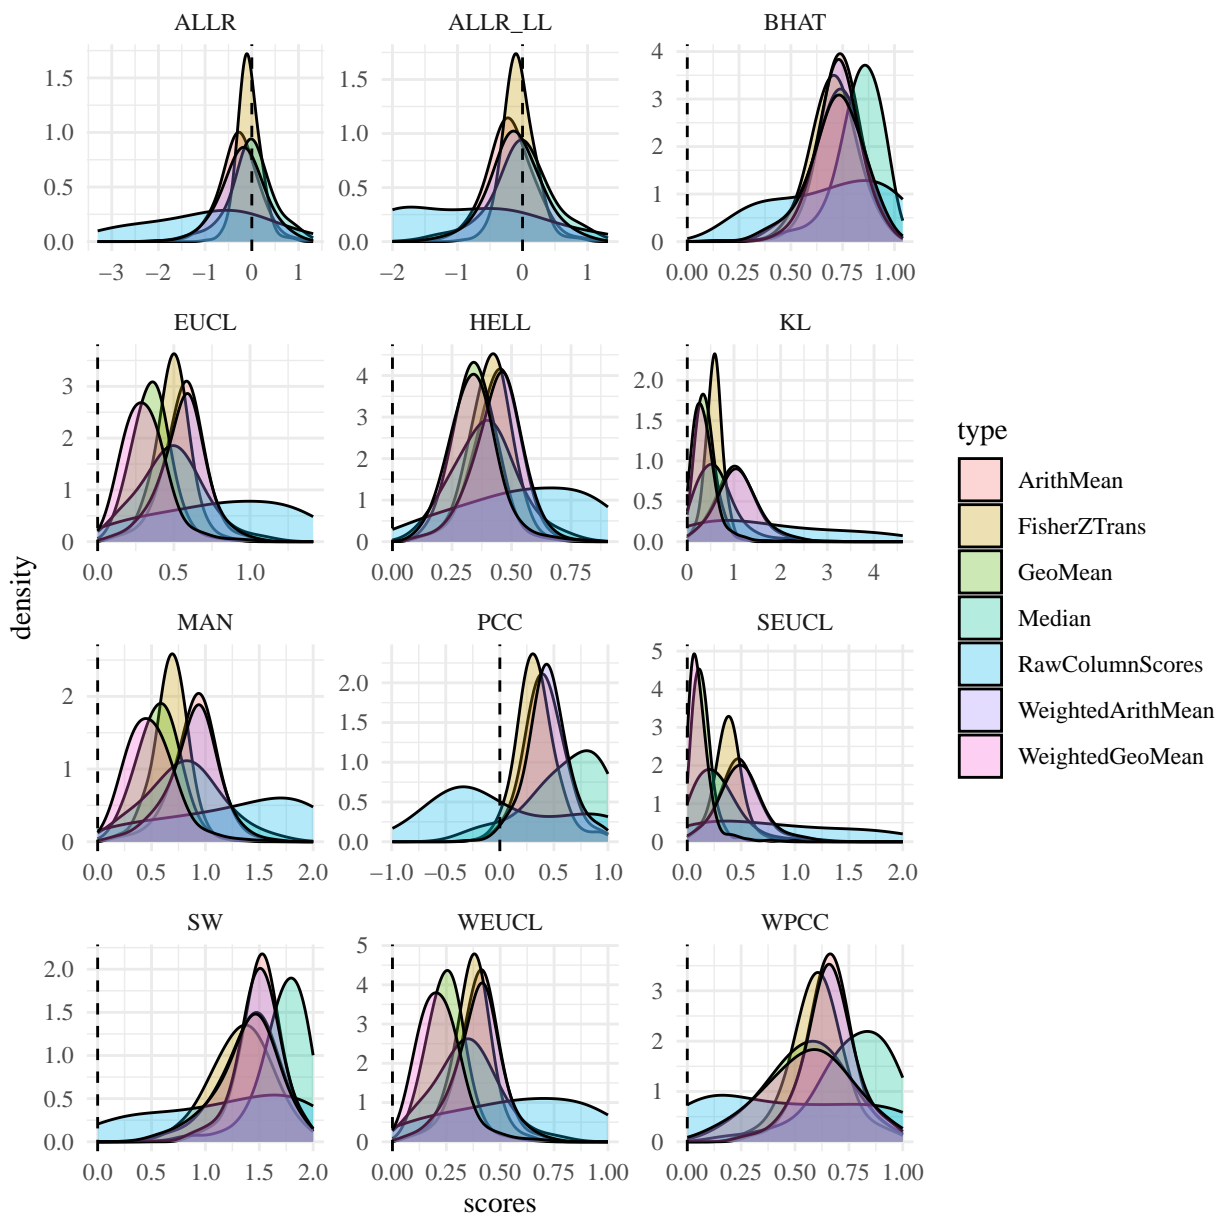 ALLR ALLR_LL BHAT
1.5 1.0 0.5 0.0
−3 −2 −1 0 1
1.5 1.0 0.5 0.0
−2 −1 0 1
4 3 2 1 0
0.00 0.25 0.50 0.75 1.00
EUCL HELL KL
3 2 1 0
0.0 0.5 1.0
4 3 2 1 0
0.00 0.25 0.50 0.75
2.0 1.5 1.0 0.5 0.0
0 1 2 3 4
MAN PCC SEUCL
2 1 0
0.0 0.5 1.0 1.5 2.0
2.0 1.5 1.0 0.5 0.0
−1.0 −0.5 0.0 0.5 1.0
5 4 3 2 1 0
0.0 0.5 1.0 1.5 2.0
SW WEUCL WPCC
2.0 1.5 1.0 0.5 0.0
0.0 0.5 1.0 1.5 2.0
5 4 3 2 1 0
0.00 0.25 0.50 0.75 1.00
3 2 1 0
0.00 0.25 0.50 0.75 1.00
density
scores
type
ArithMean
FisherZTrans
GeoMean
Median
RawColumnScores
WeightedArithMean
WeightedGeoMean